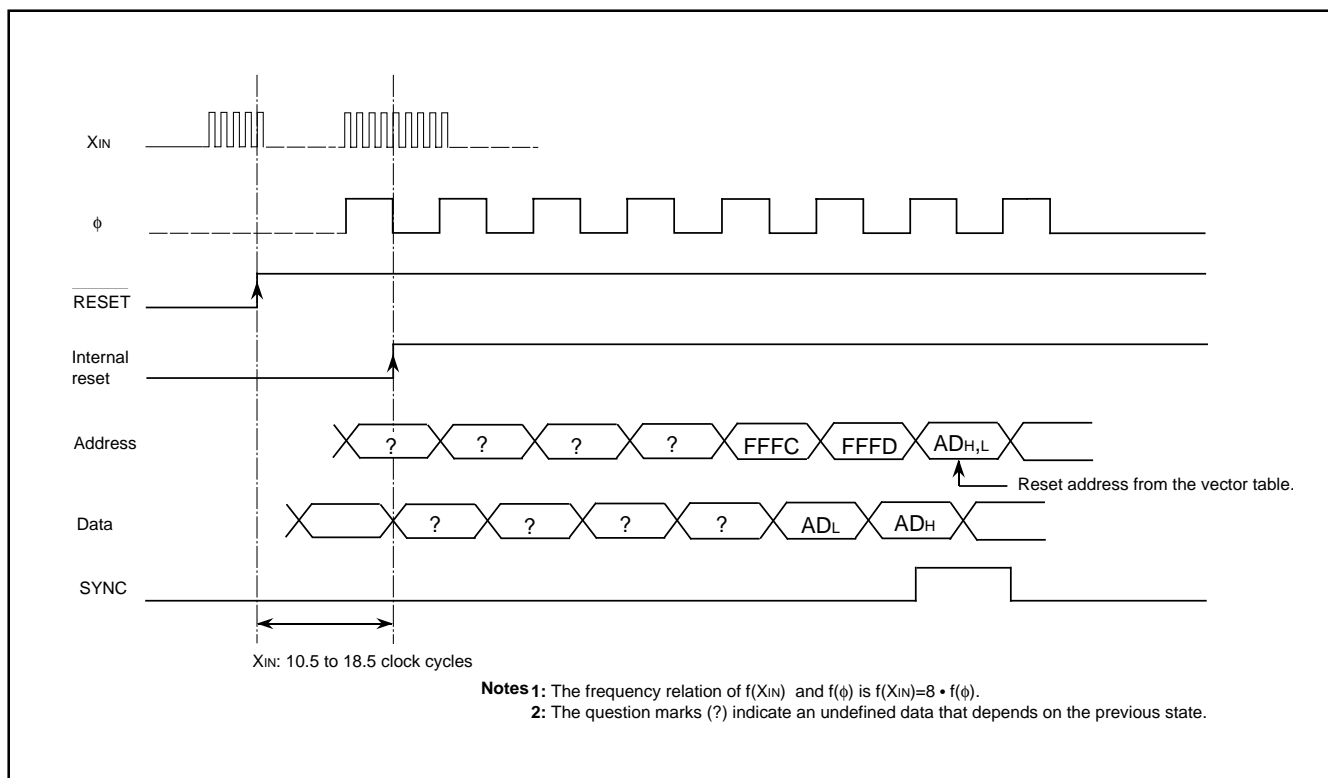 XIN
ϕ
RESET
Internal
reset
Address
? ? ? ? FFFC FFFD ADH,L
Reset address from the vector table.
Data
? ? ? ? ADL ADH
SYNC
XIN: 10.5 to 18.5 clock cycles
Notes 1: The frequency relation of f(XIN) and f(ϕ) is f(XIN)=8 • f(ϕ).
2: The question marks (?) indicate an undefined data that depends on the previous state.